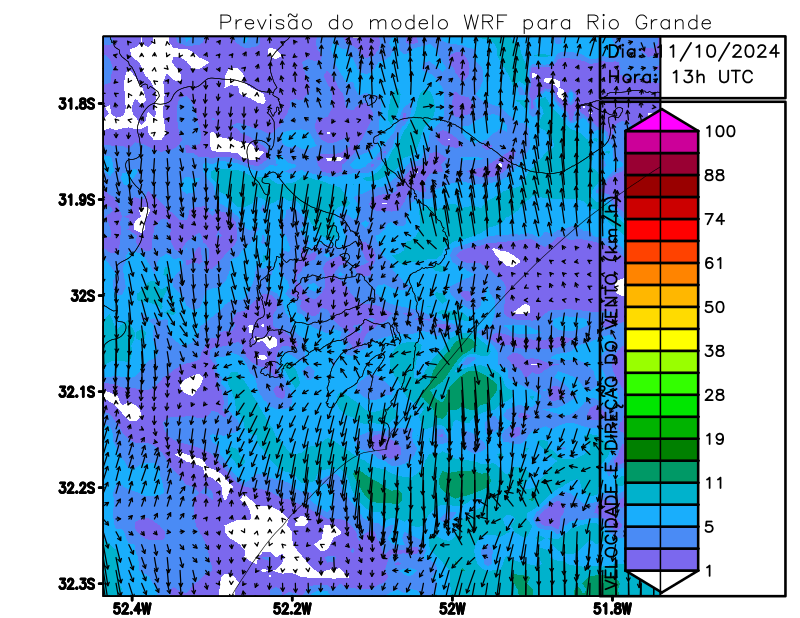 Previsão do modelo WRF para Rio Grande
Dia: 11/10/2024
Hora: 13h UTC
31.8S
31.9S
32S
32.1S
32.2S
32.3S
52.4W
52.2W
52W
51.8W
VELOCIDADE E DIREÇÃO DO VENTO (km/h)
100
88
74
61
50
38
28
19
11
5
1